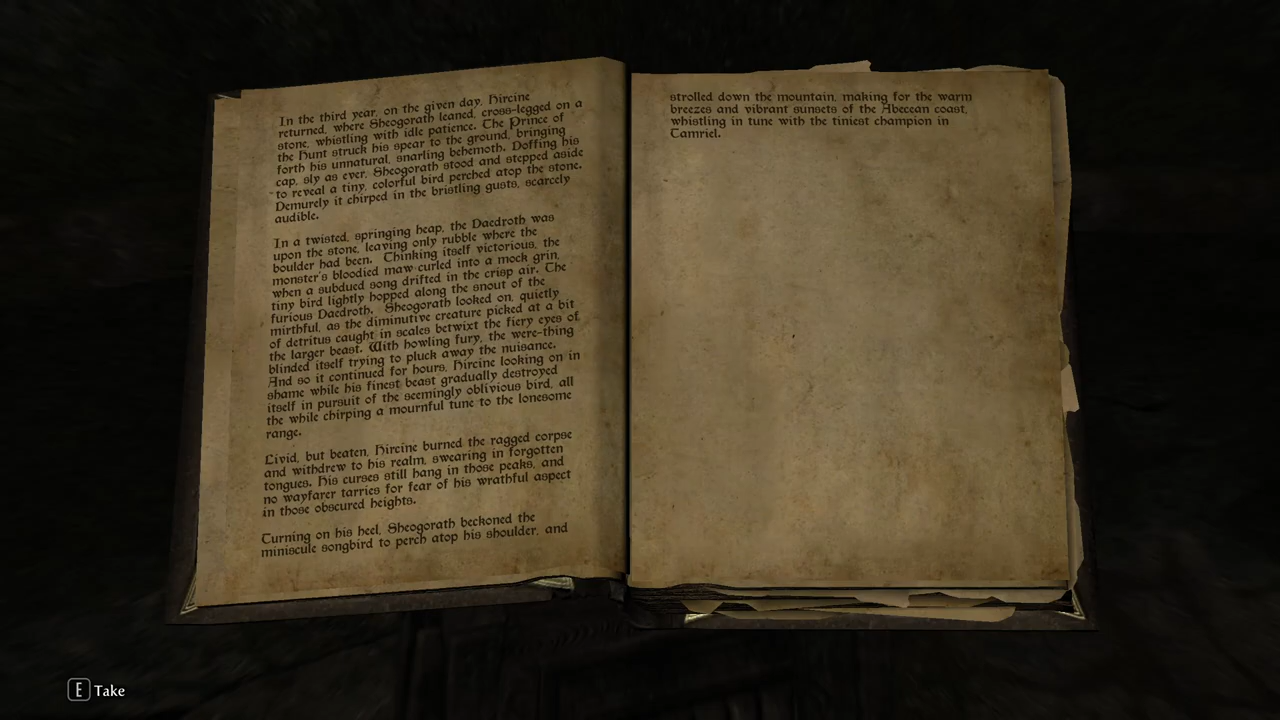 In the third year, on the given day, Hircine
returned, where Sheogorath leaned, cross-legged on a
stone, whistling with idle patience. The Prince of
the Hunt struck his spear to the ground, bringing
forth his unnatural, snarling behemoth. Doffing his
cap, sly as ever, Sheogorath stood and stepped aside
to reveal a tiny, colorful bird perched atop the stone.
Demurely it chirped in the bristling gusts, scarcely
audible.
In a twisted, springing heap, the Daedroth was
upon the stone, leaving only rubble where the
boulder had been. Thinking itself victorious, the
monster's bloodied maw curled into a mock grin,
when a subdued song drifted in the crisp air. The
tiny bird lightly hopped along the snout of the
furious Daedroth. Sheogorath looked on, quietly
mirthful, as the diminutive creature picked at a bit
of detritus caught in scales betwixt the fiery eyes of
the larger beast. With howling fury, the were-thing
blinded itself trying to pluck away the nuisance.
And so it continued for hours, Hircine looking on in
shame while his finest beast gradually destroyed
itself in pursuit of the seemingly oblivious bird, all
the while chirping a mournful tune to the lonesome
range.
Livid, but beaten, Hircine burned the ragged corpse
and withdrew to his realm, swearing in forgotten
tongues. His curses still hang in those peaks, and
no wayfarer tarries for fear of his wrathful aspect
in those obscured heights.
Turning on his heel, Sheogorath beckoned the
miniscule songbird to perch atop his shoulder, and
strolled down the mountain, making for the warm
breezes and vibrant sunsets of the Abecean coast,
whistling in tune with the tiniest champion in
Tamriel.
E Take